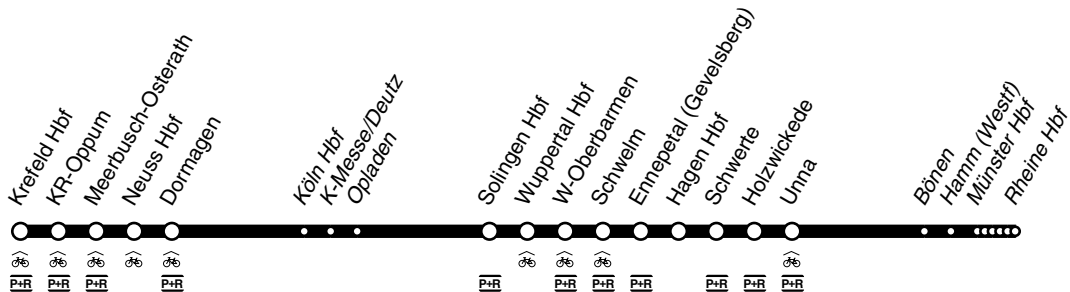 Krefeld Hbf
KR-Oppum
Meerbusch-Osterath
Neuss Hbf
Dormagen
Köln Hbf
K-Messe/Deutz
Opladen
Solingen Hbf
Wuppertal Hbf
W-Oberbarmen
Schwelm
Ennepetal (Gevelsberg)
Hagen Hbf
Schwerte
Holzwickede
Unna
Bönen
Hamm (Westf)
Münster Hbf
Rheine Hbf
P+R P+R P+R P+R P+R P+R P+R P+R P+R P+R P+R